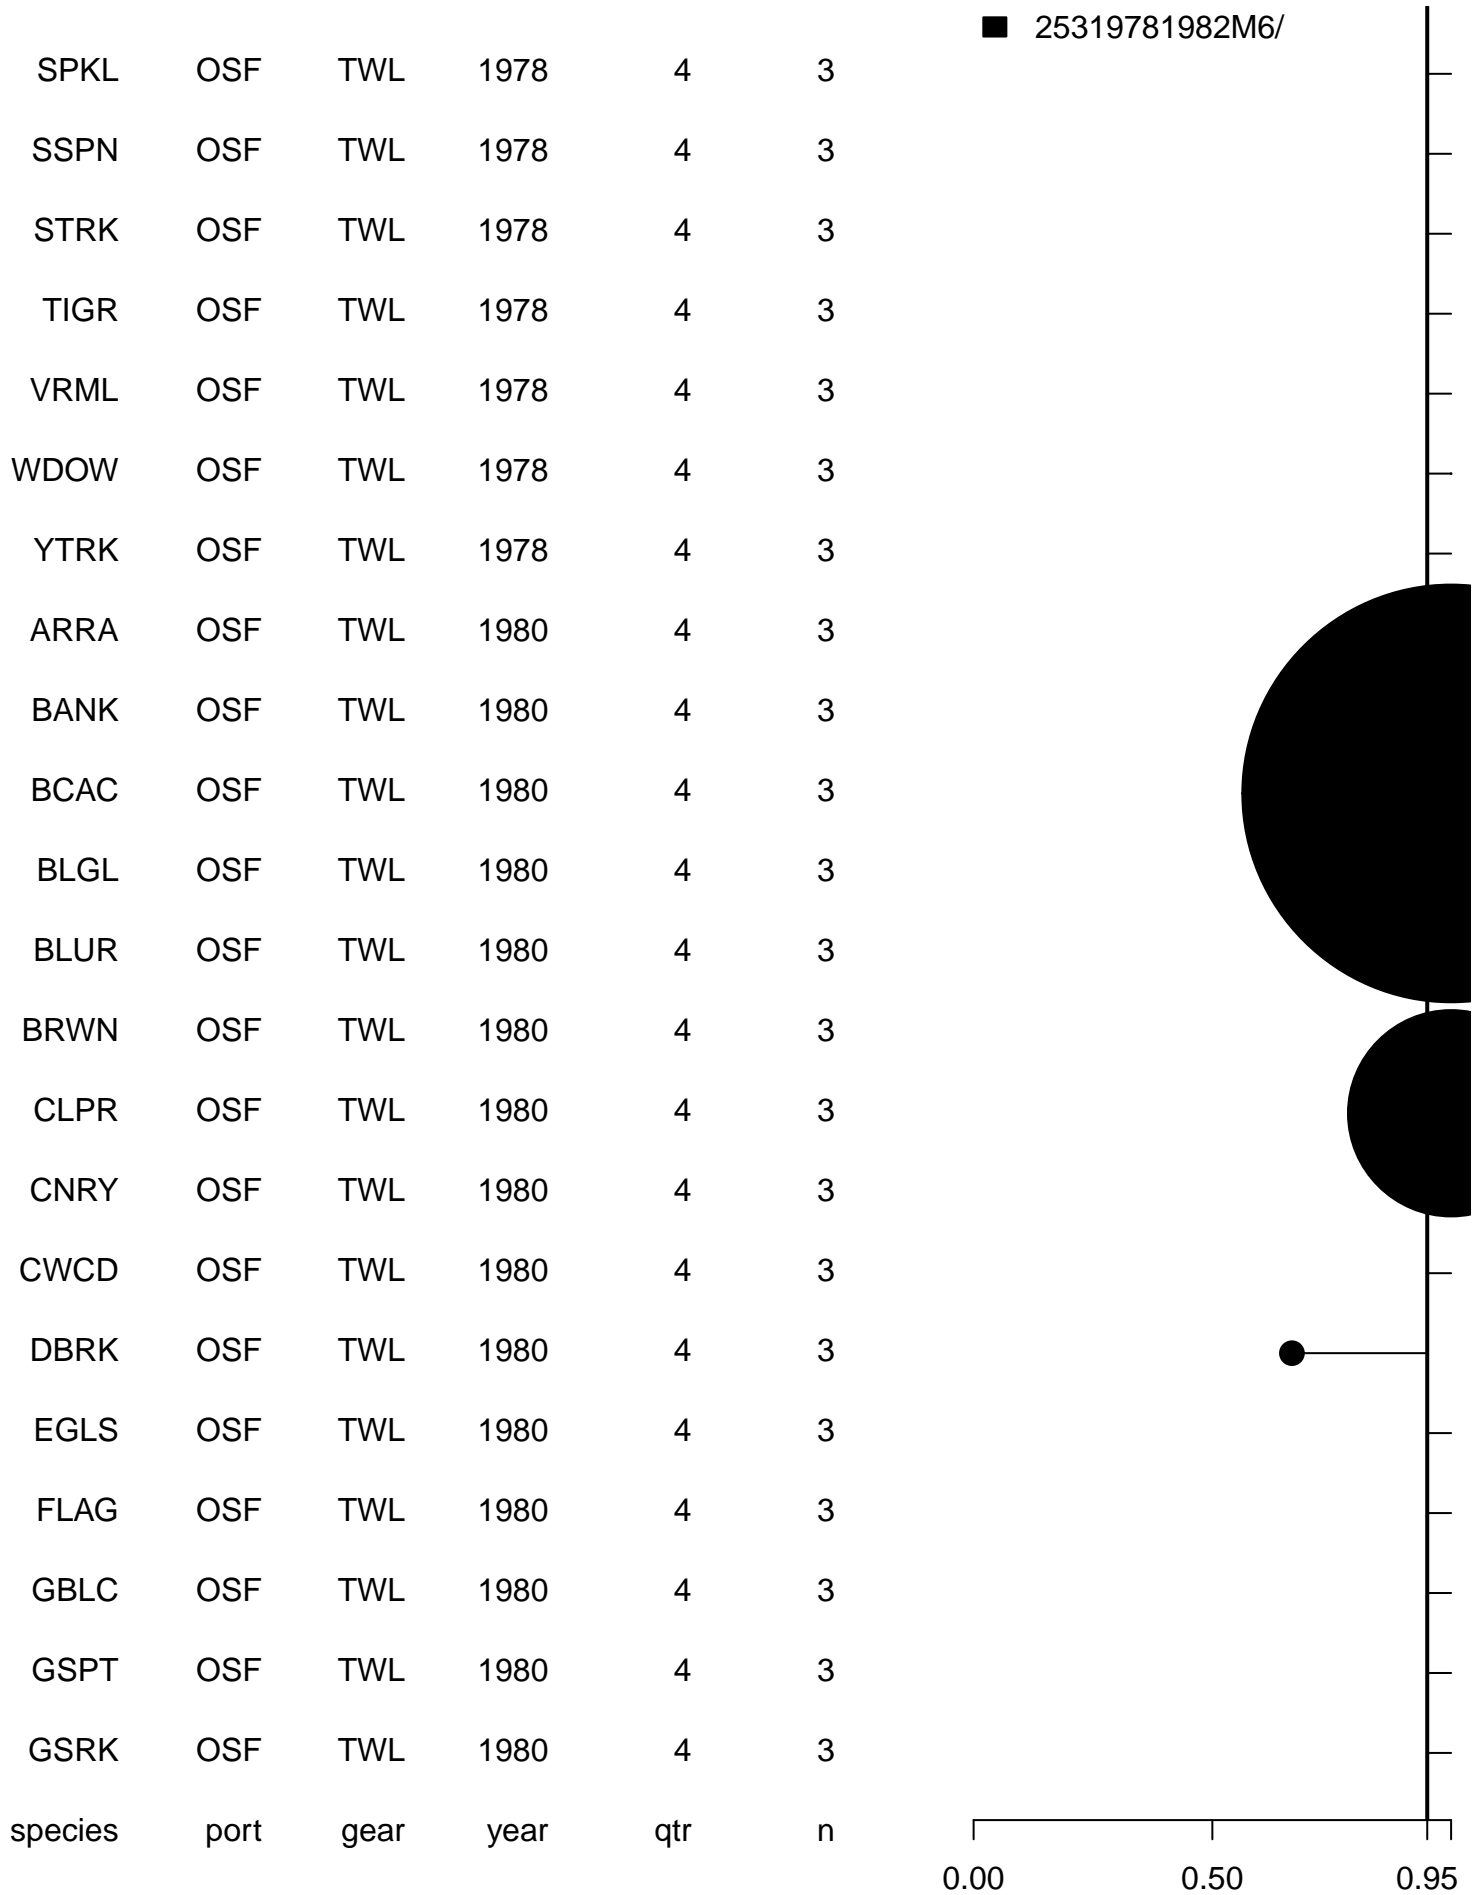 25319781982M6/
SPKL OSF TWL 1978 4 3
SSPN OSF TWL 1978 4 3
STRK OSF TWL 1978 4 3
TIGR OSF TWL 1978 4 3
VRML OSF TWL 1978 4 3
WDOW OSF TWL 1978 4 3
YTRK OSF TWL 1978 4 3
ARRA OSF TWL 1980 4 3
BANK OSF TWL 1980 4 3
BCAC OSF TWL 1980 4 3
BLGL OSF TWL 1980 4 3
BLUR OSF TWL 1980 4 3
BRWN OSF TWL 1980 4 3
CLPR OSF TWL 1980 4 3
CNRY OSF TWL 1980 4 3
CWCD OSF TWL 1980 4 3
DBRK OSF TWL 1980 4 3
EGLS OSF TWL 1980 4 3
FLAG OSF TWL 1980 4 3
GBLC OSF TWL 1980 4 3
GSPT OSF TWL 1980 4 3
GSRK OSF TWL 1980 4 3
species port gear year qtr n
0.00 0.50 0.95